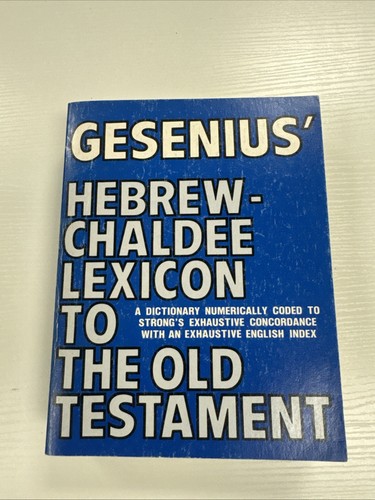 GESENIUS'
HEBREW-
CHALDEE
LEXICON
TO
A DICTIONARY NUMERICALLY CODED TO
STRONG'S EXHAUSTIVE CONCORDANCE
WITH AN EXHAUSTIVE ENGLISH INDEX
THE OLD
TESTAMENT